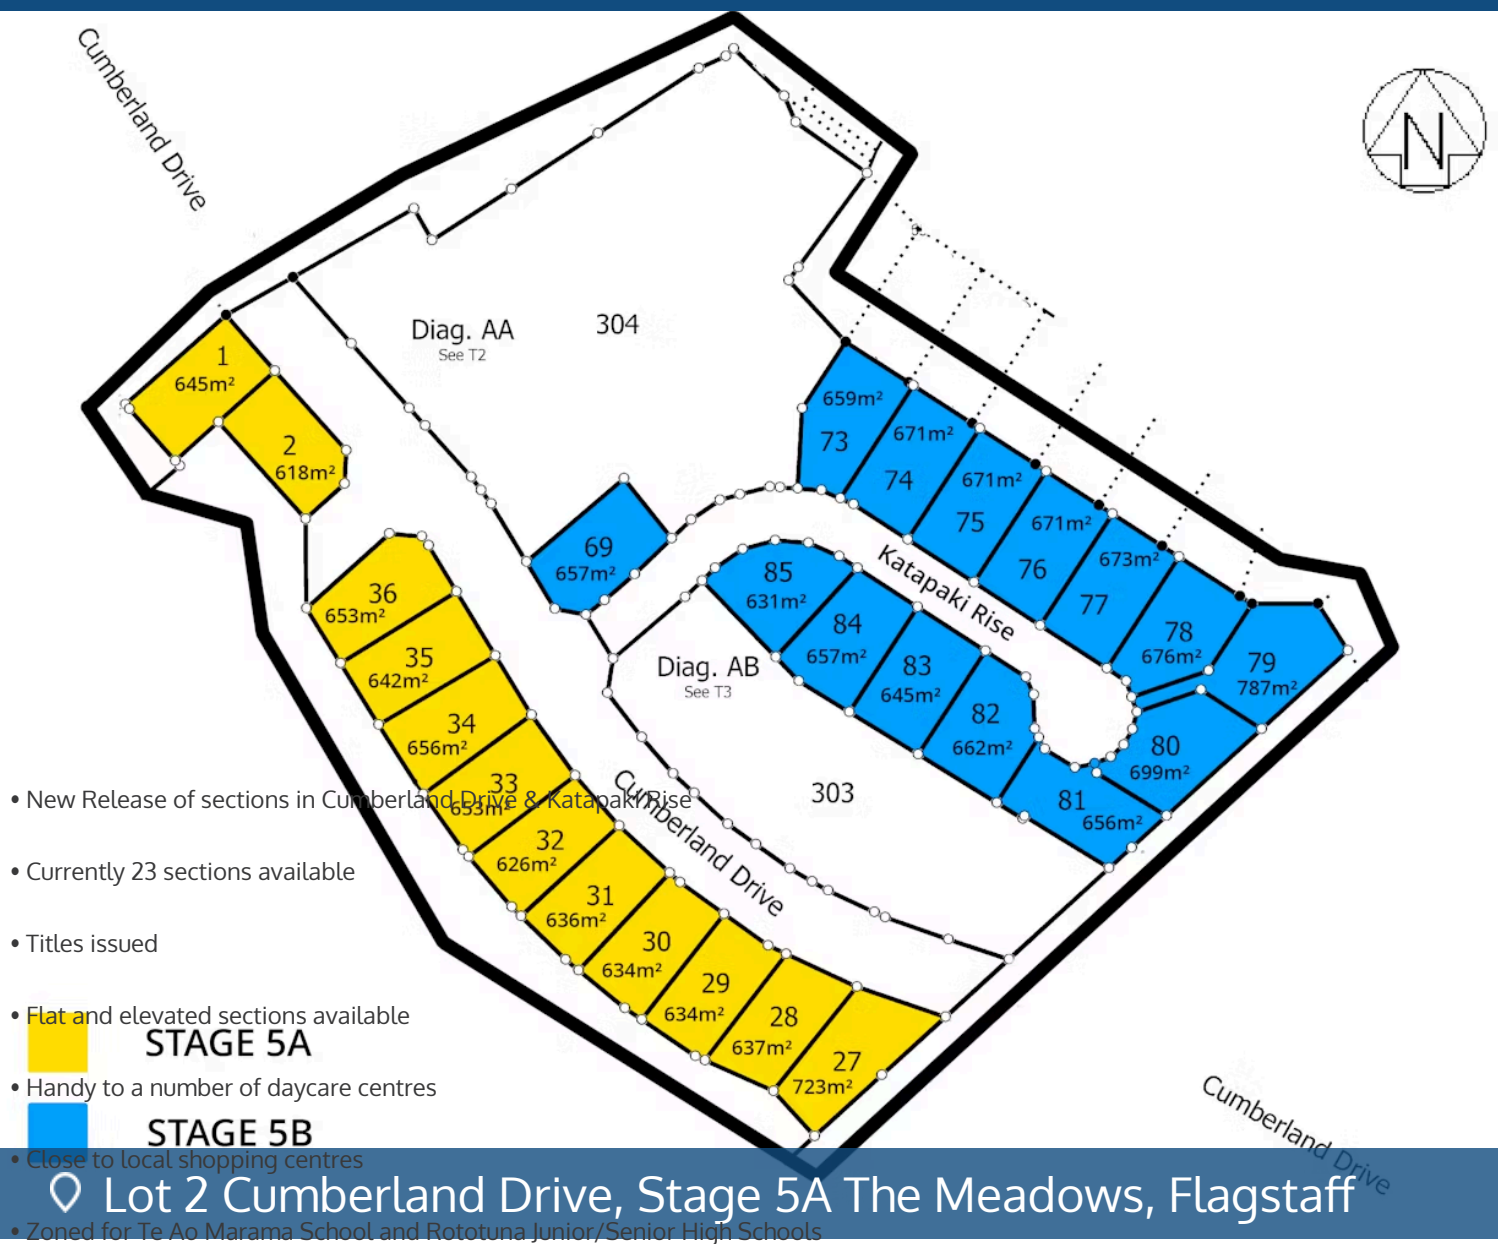 Cumberland Drive
N
Diag. AA
See T2
304
1
645m²
2
618m²
659m²
73
671m²
74
671m²
75
671m²
76
673m²
77
78
676m²
79
787m²
80
699m²
81
656m²
82
662m²
83
645m²
84
657m²
85
631m²
69
657m²
Katapaki Rise
Diag. AB
See T3
303
Cumberland Drive
36
653m²
35
642m²
34
656m²
33
653m²
32
626m²
31
636m²
30
634m²
29
634m²
28
637m²
27
723m²
• New Release of sections in Cumberland Drive & Katapaki Rise
• Currently 23 sections available
• Titles issued
• Flat and elevated sections available
STAGE 5A
• Handy to a number of daycare centres
STAGE 5B
• Close to local shopping centres
Cumberland Drive
Lot 2 Cumberland Drive, Stage 5A The Meadows, Flagstaff
• Zoned for Te Ao Marama School and Rototuna Junior/Senior High Schools